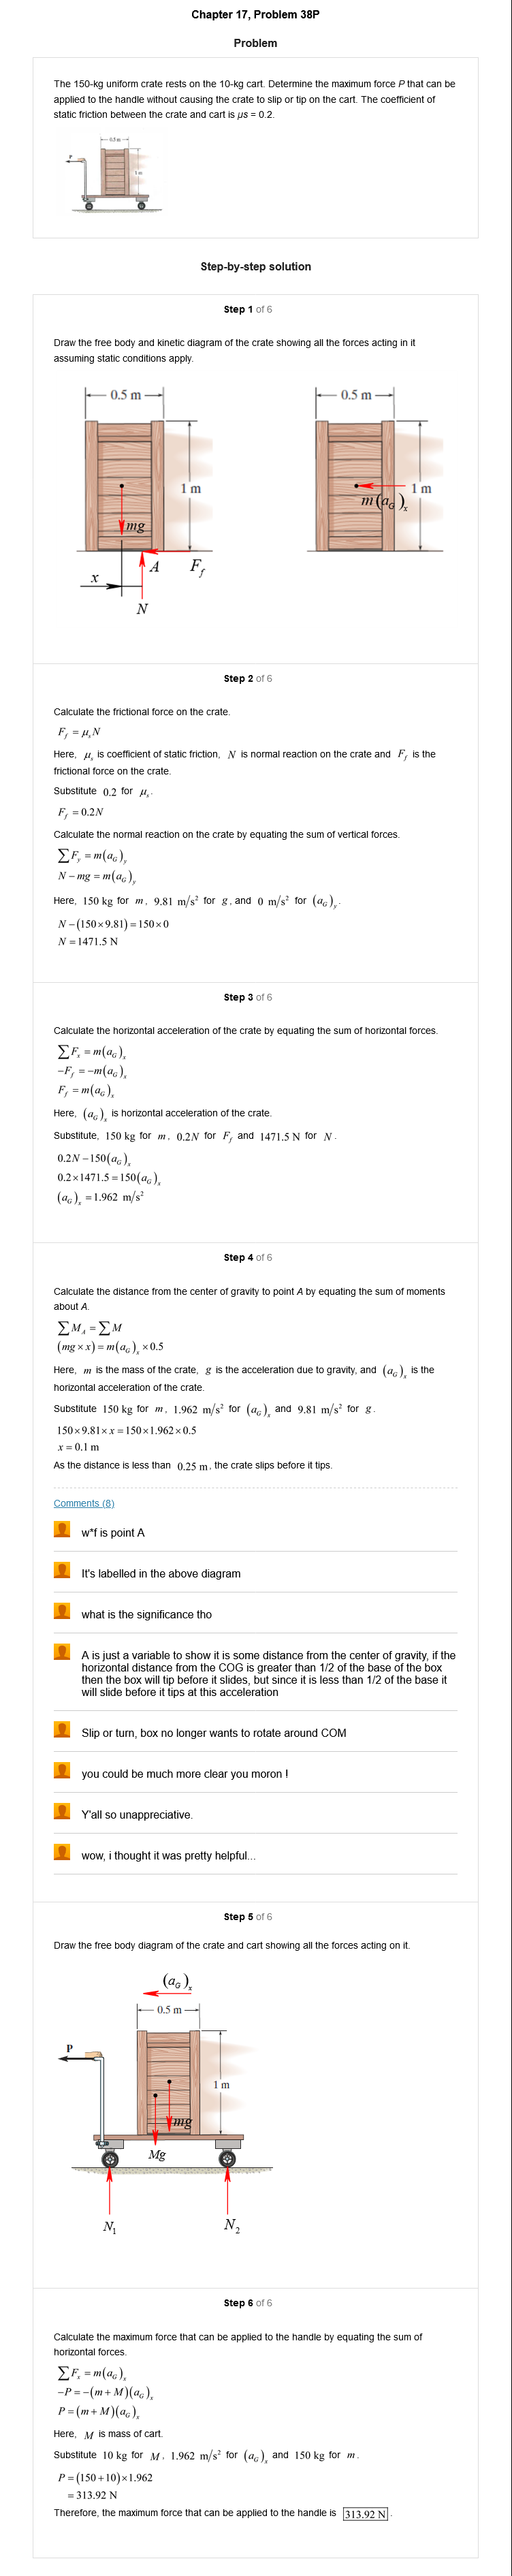 Chapter 17, Problem 38P
Problem
The 150-kg uniform crate rests on the 10-kg cart. Determine the maximum force P that can be
applied to the handle without causing the crate to slip or tip on the cart. The coefficient of
static friction between the crate and cart is μs = 0.2.
0.5 m
P
1 m
Step-by-step solution
Step 1 of 6
Draw the free body and kinetic diagram of the crate showing all the forces acting in it
assuming static conditions apply.
0.5 m 0.5 m
1 m 1 m
m(a_G)_x
mg
A F_f
x
N
Step 2 of 6
Calculate the frictional force on the crate.
F_f = μ_s N
Here, μ_s is coefficient of static friction, N is normal reaction on the crate and F_f is the
frictional force on the crate.
Substitute 0.2 for μ_s.
F_f = 0.2N
Calculate the normal reaction on the crate by equating the sum of vertical forces.
∑F_y = m(a_G)_y
N − mg = m(a_G)_y
Here, 150 kg for m, 9.81 m/s² for g, and 0 m/s² for (a_G)_y.
N − (150×9.81) = 150×0
N = 1471.5 N
Step 3 of 6
Calculate the horizontal acceleration of the crate by equating the sum of horizontal forces.
∑F_x = m(a_G)_x
−F_f = −m(a_G)_x
F_f = m(a_G)_x
Here, (a_G)_x is horizontal acceleration of the crate.
Substitute, 150 kg for m, 0.2N for F_f and 1471.5 N for N.
0.2N − 150(a_G)_x
0.2×1471.5 = 150(a_G)_x
(a_G)_x = 1.962 m/s²
Step 4 of 6
Calculate the distance from the center of gravity to point A by equating the sum of moments
about A.
∑M_A = ∑M
(mg×x) = m(a_G)_x × 0.5
Here, m is the mass of the crate, g is the acceleration due to gravity, and (a_G)_x is the
horizontal acceleration of the crate.
Substitute 150 kg for m, 1.962 m/s² for (a_G)_x and 9.81 m/s² for g.
150×9.81×x = 150×1.962×0.5
x = 0.1 m
As the distance is less than 0.25 m, the crate slips before it tips.
Comments (8)
w*f is point A
It's labelled in the above diagram
what is the significance tho
A is just a variable to show it is some distance from the center of gravity, if the
horizontal distance from the COG is greater than 1/2 of the base of the box
then the box will tip before it slides, but since it is less than 1/2 of the base it
will slide before it tips at this acceleration
Slip or turn, box no longer wants to rotate around COM
you could be much more clear you moron !
Y'all so unappreciative.
wow, i thought it was pretty helpful...
Step 5 of 6
Draw the free body diagram of the crate and cart showing all the forces acting on it.
(a_G)_x
0.5 m
P
1 m
mg
Mg
N₁ N₂
Step 6 of 6
Calculate the maximum force that can be applied to the handle by equating the sum of
horizontal forces.
∑F_x = m(a_G)_x
−P = −(m + M)(a_G)_x
P = (m + M)(a_G)_x
Here, M is mass of cart.
Substitute 10 kg for M, 1.962 m/s² for (a_G)_x and 150 kg for m.
P = (150+10)×1.962
= 313.92 N
Therefore, the maximum force that can be applied to the handle is 313.92 N.